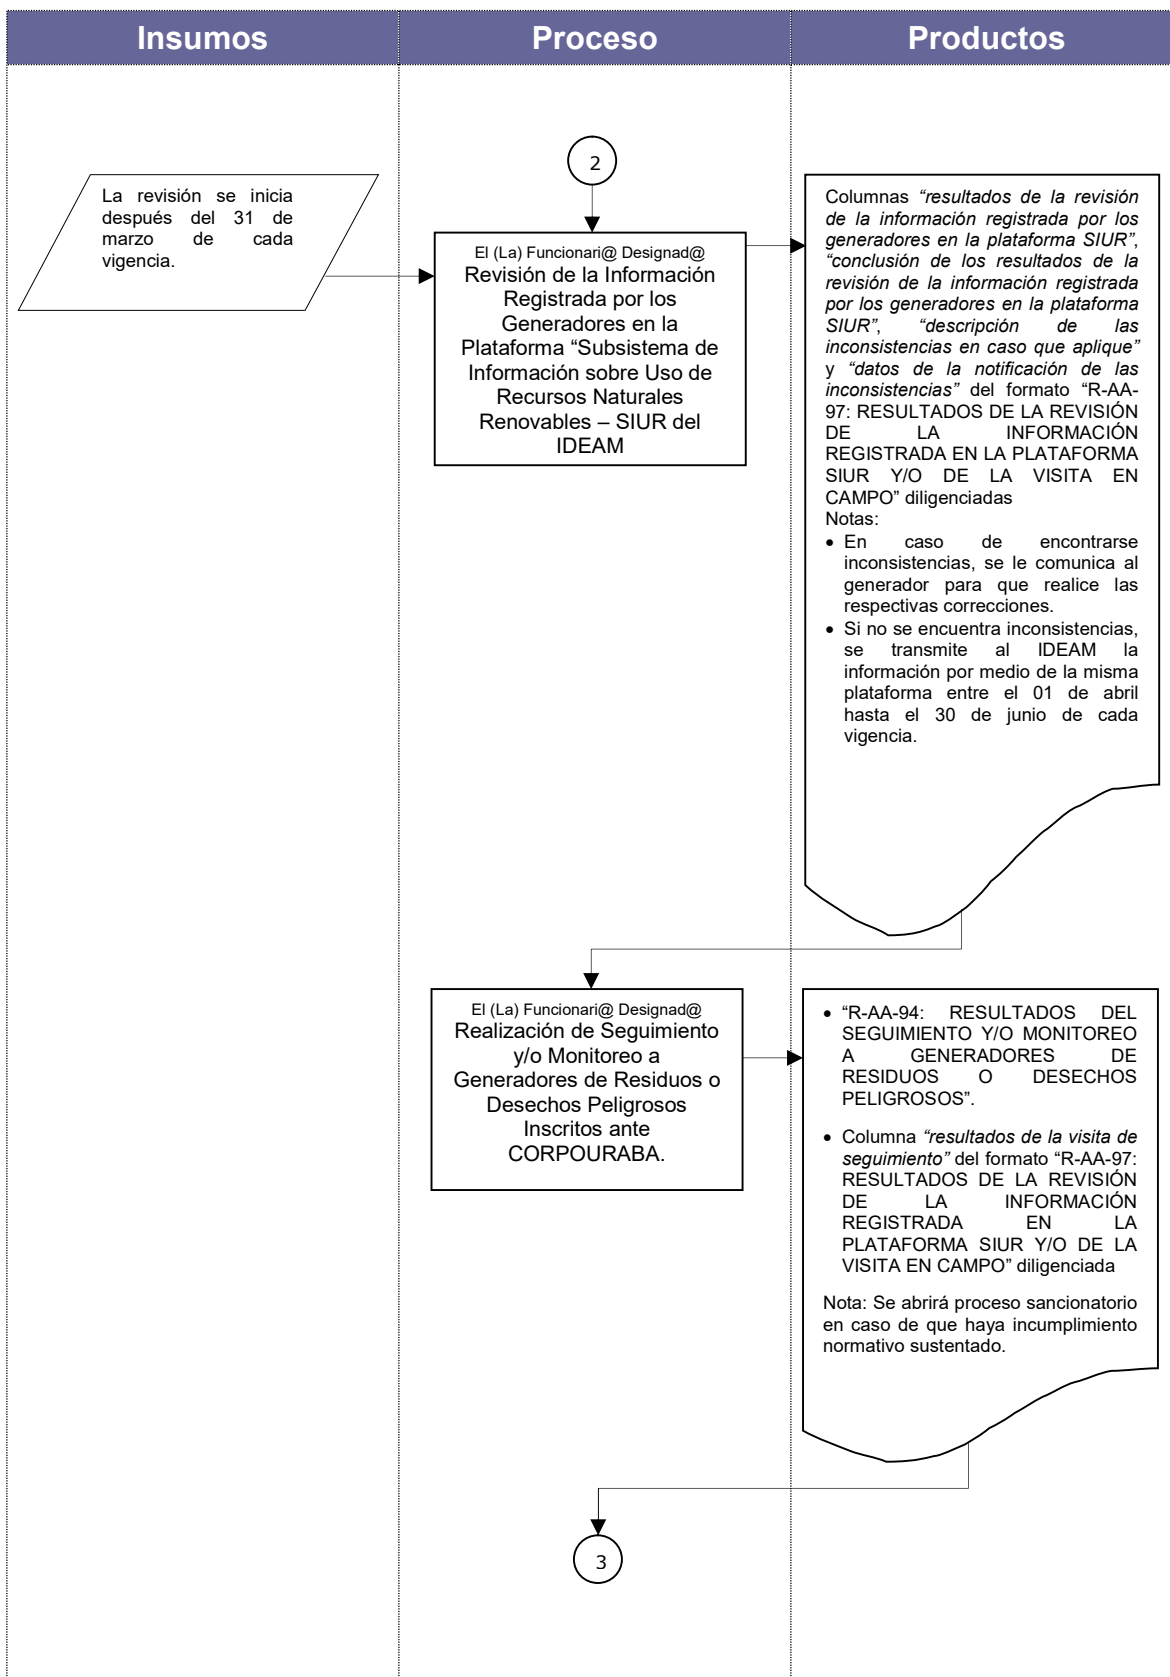 Insumos
Proceso
Productos
2
La revisión se inicia
después del 31 de
marzo de cada
vigencia.
El (La) Funcionari@ Designad@
Revisión de la Información
Registrada por los
Generadores en la
Plataforma “Subsistema de
Información sobre Uso de
Recursos Naturales
Renovables – SIUR del
IDEAM
Columnas “resultados de la revisión
de la información registrada por los
generadores en la plataforma SIUR”,
“conclusión de los resultados de la
revisión de la información registrada
por los generadores en la plataforma
SIUR”, “descripción de las
inconsistencias en caso que aplique”
y “datos de la notificación de las
inconsistencias” del formato “R-AA-
97: RESULTADOS DE LA REVISIÓN
DE LA INFORMACIÓN
REGISTRADA EN LA PLATAFORMA
SIUR Y/O DE LA VISITA EN
CAMPO” diligenciadas
Notas:
• En caso de encontrarse
inconsistencias, se le comunica al
generador para que realice las
respectivas correcciones.
• Si no se encuentra inconsistencias,
se transmite al IDEAM la
información por medio de la misma
plataforma entre el 01 de abril
hasta el 30 de junio de cada
vigencia.
El (La) Funcionari@ Designad@
Realización de Seguimiento
y/o Monitoreo a
Generadores de Residuos o
Desechos Peligrosos
Inscritos ante
CORPOURABA.
• “R-AA-94: RESULTADOS DEL
SEGUIMIENTO Y/O MONITOREO
A GENERADORES DE
RESIDUOS O DESECHOS
PELIGROSOS”.
• Columna “resultados de la visita de
seguimiento” del formato “R-AA-97:
RESULTADOS DE LA REVISIÓN
DE LA INFORMACIÓN
REGISTRADA EN LA
PLATAFORMA SIUR Y/O DE LA
VISITA EN CAMPO” diligenciada
Nota: Se abrirá proceso sancionatorio
en caso de que haya incumplimiento
normativo sustentado.
3